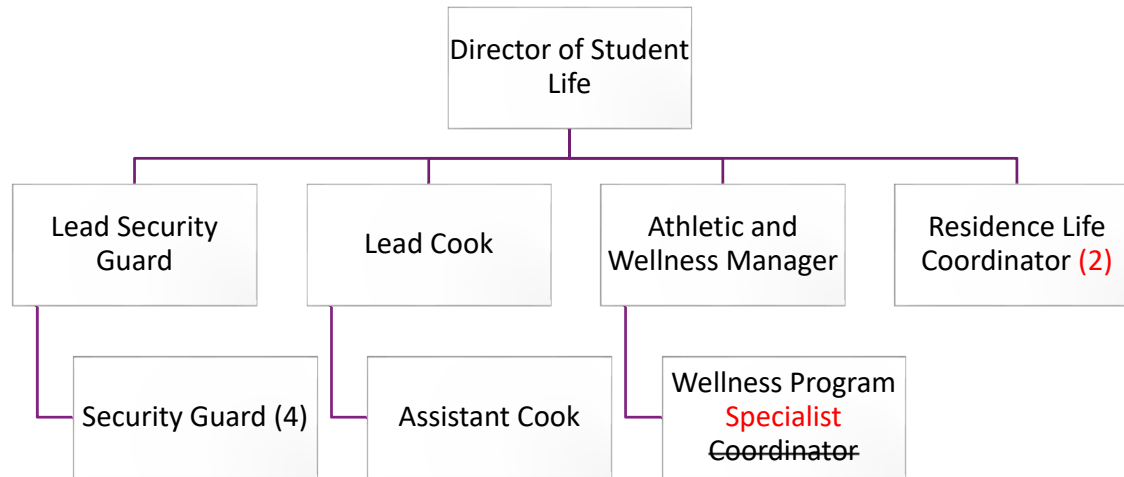 Director of Student
Life
Lead Security
Guard
Lead Cook
Athletic and
Wellness Manager
Residence Life
Coordinator (2)
Security Guard (4)
Assistant Cook
Wellness Program
Specialist
Coordinator